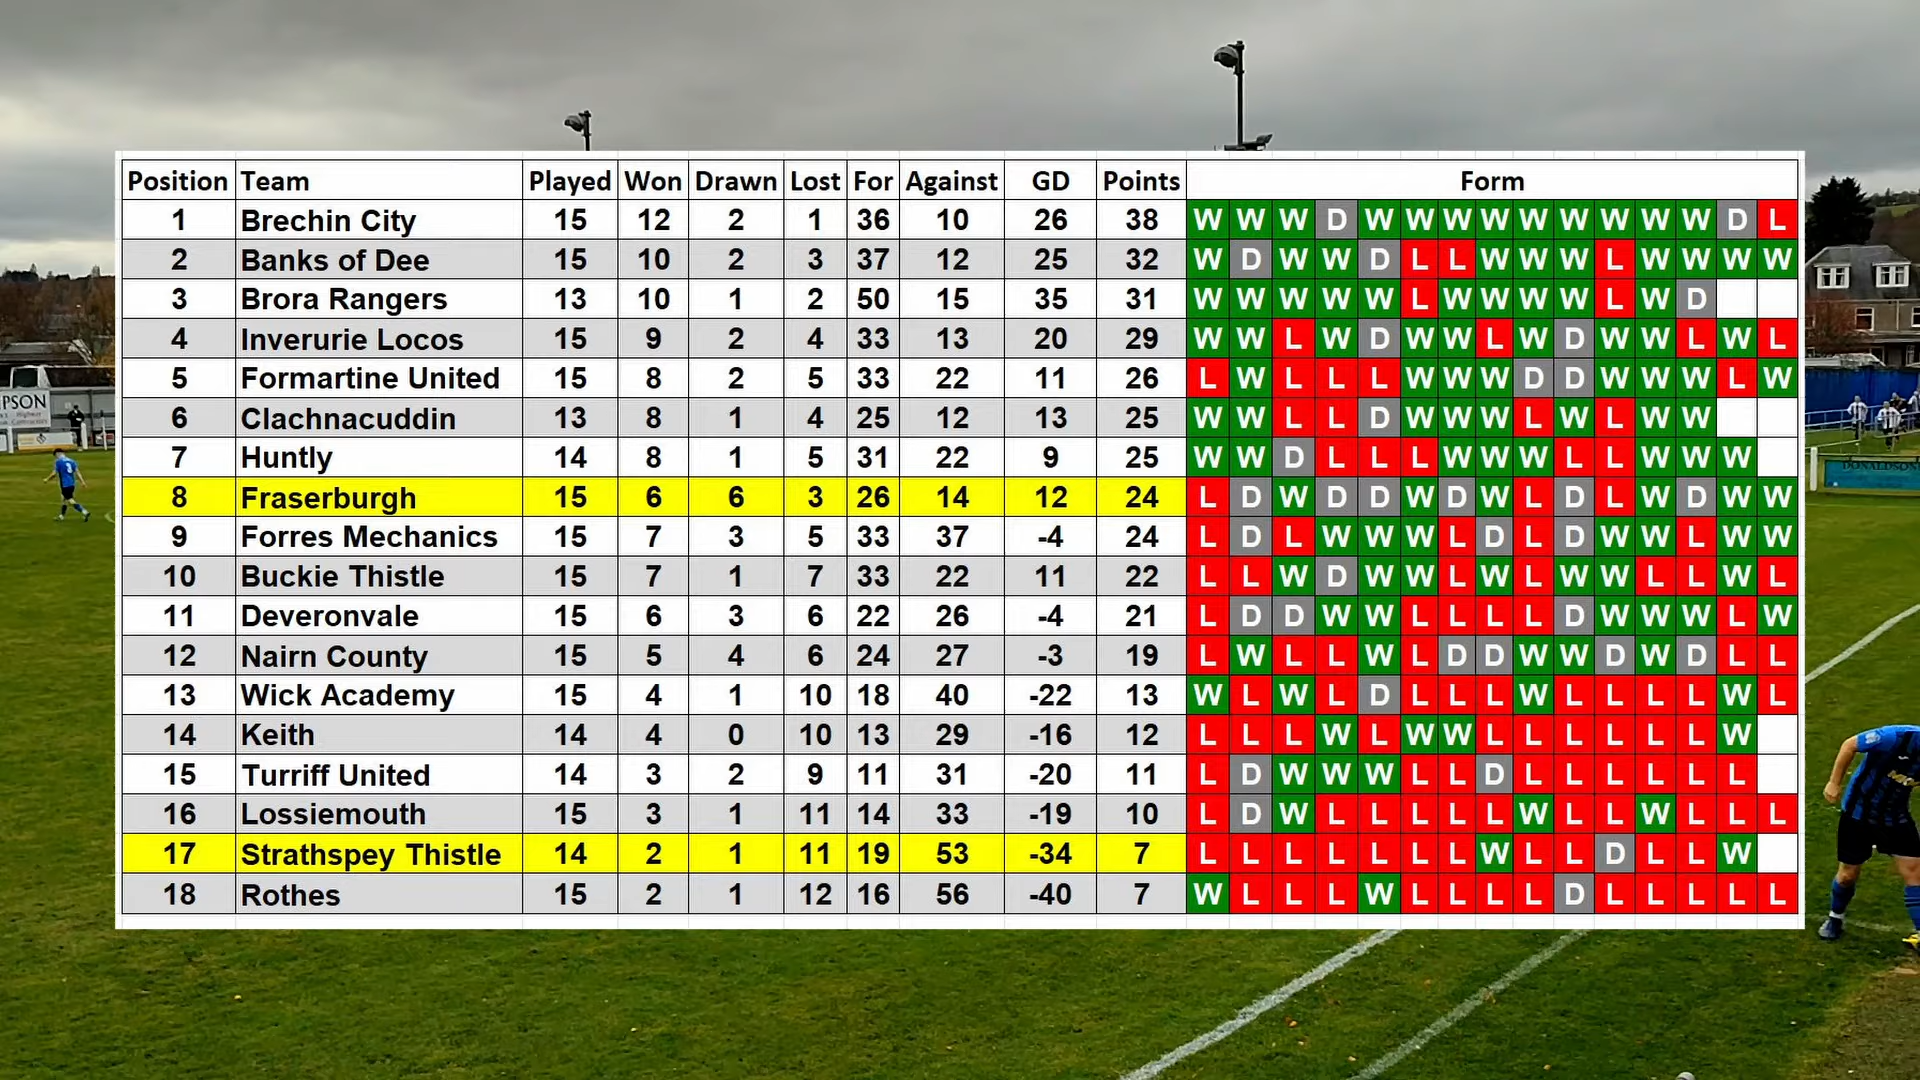 Position Team Played Won Drawn Lost For Against GD Points Form
1 Brechin City 15 12 2 1 36 10 26 38 W W W D W W W W W W W W W D L
2 Banks of Dee 15 10 2 3 37 12 25 32 W D W W D L L W W W L W W W W
3 Brora Rangers 13 10 1 2 50 15 35 31 W W W W W L W W W W L W D
4 Inverurie Locos 15 9 2 4 33 13 20 29 W W L W D W W L W D W W L W L
5 Formartine United 15 8 2 5 33 22 11 26 L W L L L W W W D D W W W L W
6 Clachnacuddin 13 8 1 4 25 12 13 25 W W L L D W W W L W L W W
7 Huntly 14 8 1 5 31 22 9 25 W W D L L L W W W L L W W W
8 Fraserburgh 15 6 6 3 26 14 12 24 L D W D D W D W L D L W D W W
9 Forres Mechanics 15 7 3 5 33 37 -4 24 L D L W W W L D L D W W L W W
10 Buckie Thistle 15 7 1 7 33 22 11 22 L L W D W W L W L W W L L W L
11 Deveronvale 15 6 3 6 22 26 -4 21 L D D W W L L L L D W W W L W
12 Nairn County 15 5 4 6 24 27 -3 19 L W L L W L D D W W D W D L L
13 Wick Academy 15 4 1 10 18 40 -22 13 W L W L D L L L W L L L L W L
14 Keith 14 4 0 10 13 29 -16 12 L L L W L W W L L L L L L W
15 Turriff United 14 3 2 9 11 31 -20 11 L D W W W L L D L L L L L L
16 Lossiemouth 15 3 1 11 14 33 -19 10 L D W L L L L L W L L W L L L
17 Strathspey Thistle 14 2 1 11 19 53 -34 7 L L L L L L L W L L D L L W
18 Rothes 15 2 1 12 16 56 -40 7 W L L L W L L L L D L L L L L
PSON
DONALDSON